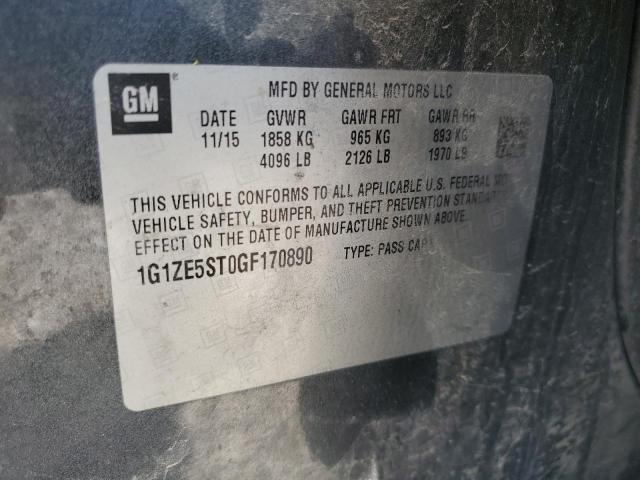 GM ®
MFD BY GENERAL MOTORS LLC
DATE GVWR GAWR FRT GAWR RR
11/15 1858 KG 965 KG 893 KG
4096 LB 2126 LB 1970 LB
THIS VEHICLE CONFORMS TO ALL APPLICABLE U.S. FEDERAL
VEHICLE SAFETY, BUMPER, AND THEFT PREVENTION
EFFECT ON THE DATE OF MANUFACTURE SHOWN ABOVE.
1G1ZE5ST0GF170890 TYPE: PASS CAR